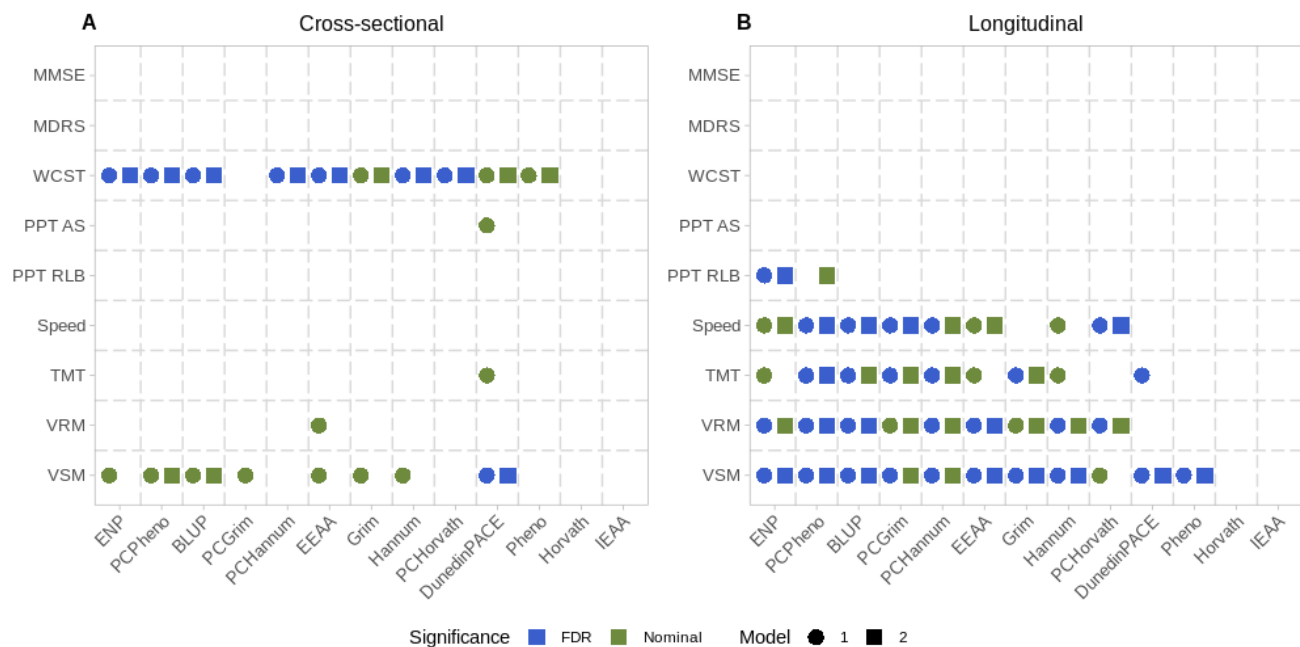 A Cross-sectional
MMSE
MDRS
WCST
PPT AS
PPT RLB
Speed
TMT
VRM
VSM
ENP
PCPheno
BLUP
PCGrim
PCHannum
EEAA
Grim
Hannum
PCHorvath
DunedinPACE
Pheno
Horvath
IEAA
B Longitudinal
MMSE
MDRS
WCST
PPT AS
PPT RLB
Speed
TMT
VRM
VSM
ENP
PCPheno
BLUP
PCGrim
PCHannum
EEAA
Grim
Hannum
PCHorvath
DunedinPACE
Pheno
Horvath
IEAA
Significance FDR Nominal Model 1 2